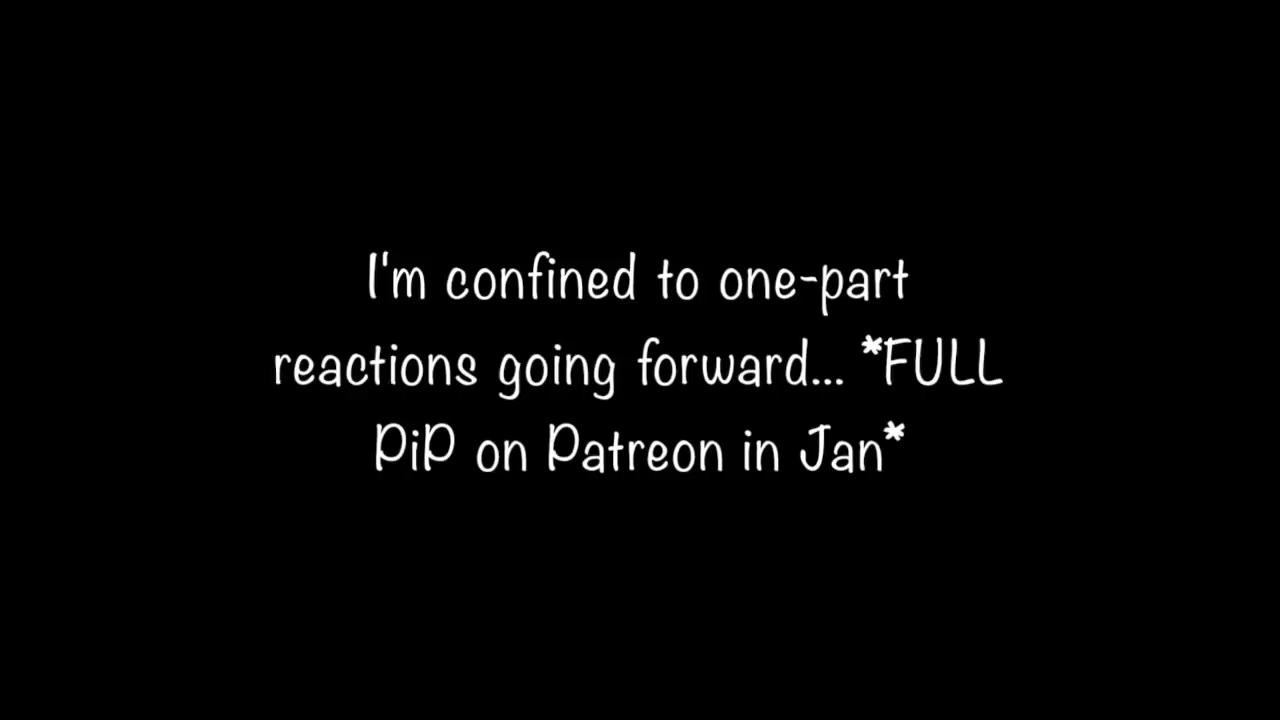 I'm confined to one-part
reactions going forward... *FULL
PiP on Patreon in Jan*